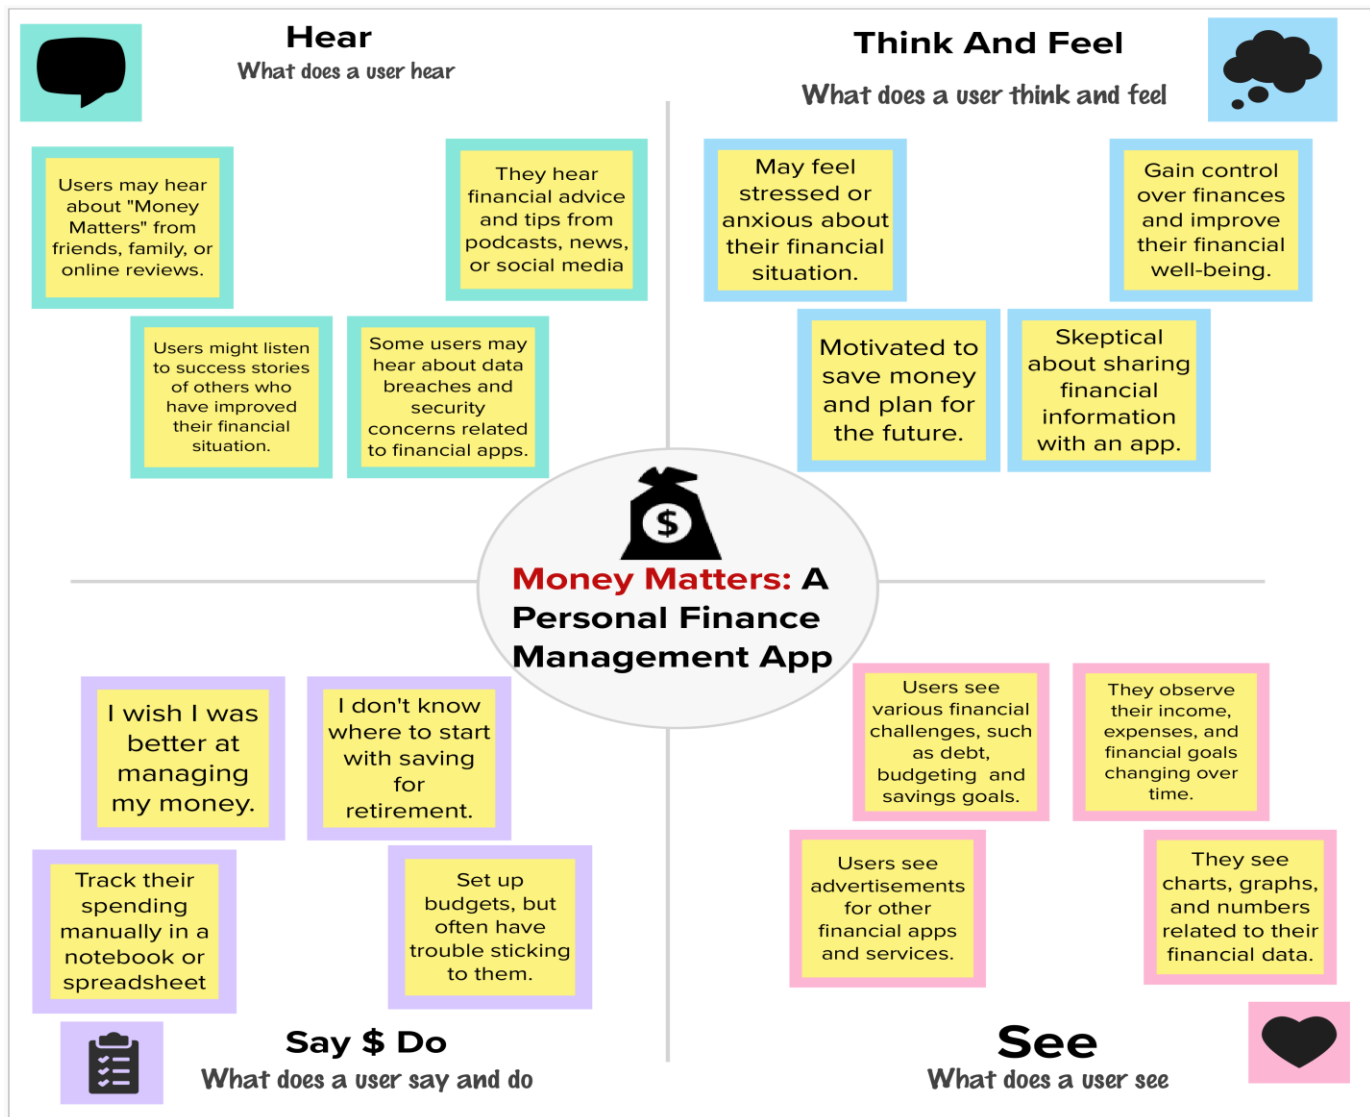 Hear
What does a user hear
Users may hear
about "Money
Matters" from
friends, family, or
online reviews.
They hear
financial advice
and tips from
podcasts, news,
or social media
Users might listen
to success stories
of others who
have improved
their financial
situation.
Some users may
hear about data
breaches and
security
concerns related
to financial apps.
Think And Feel
What does a user think and feel
May feel
stressed or
anxious about
their financial
situation.
Gain control
over finances
and improve
their financial
well-being.
Motivated to
save money
and plan for
the future.
Skeptical
about sharing
financial
information
with an app.
$
Money Matters: A
Personal Finance
Management App
I wish I was
better at
managing
my money.
I don't know
where to start
with saving
for
retirement.
Track their
spending
manually in a
notebook or
spreadsheet
Set up
budgets, but
often have
trouble sticking
to them.
Say $ Do
What does a user say and do
Users see
various financial
challenges, such
as debt,
budgeting and
savings goals.
They observe
their income,
expenses, and
financial goals
changing over
time.
Users see
advertisements
for other
financial apps
and services.
They see
charts, graphs,
and numbers
related to their
financial data.
See
What does a user see